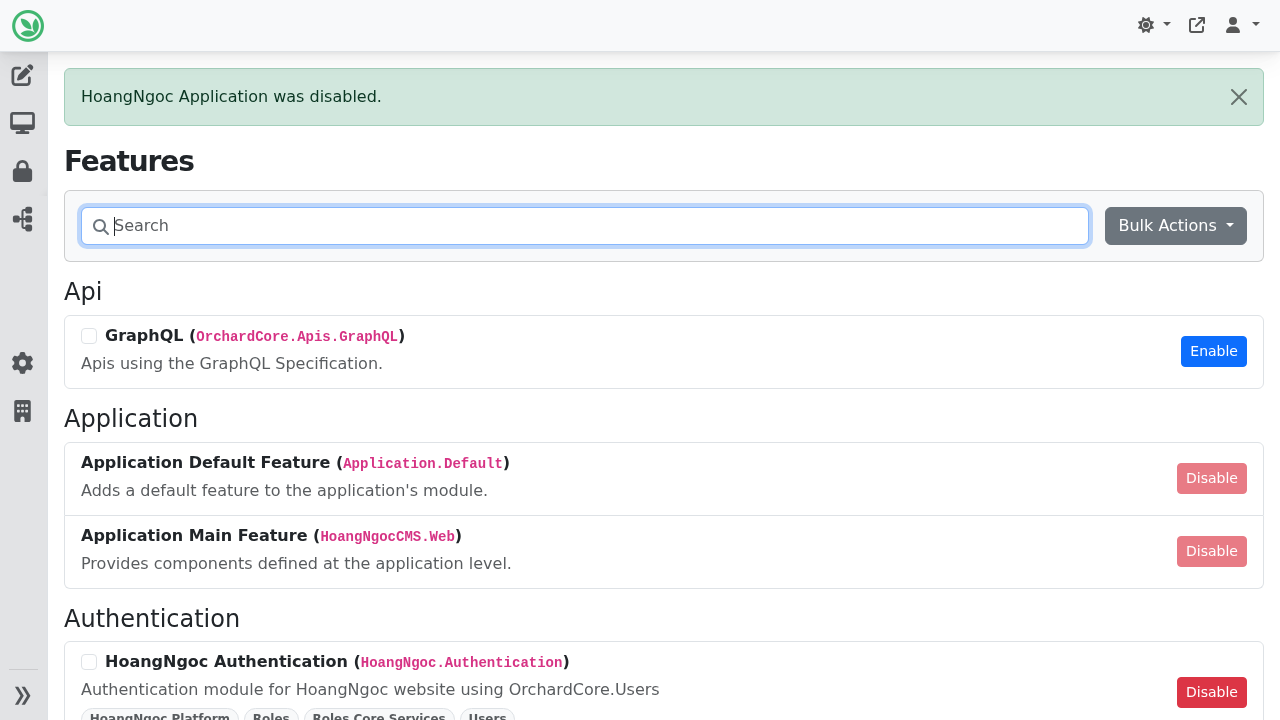 HoangNgoc Application was disabled.
Features
Search
Bulk Actions
Api
GraphQL (OrchardCore.Apis.GraphQL)
Apis using the GraphQL Specification.
Enable
Application
Application Default Feature (Application.Default)
Adds a default feature to the application's module.
Disable
Application Main Feature (HoangNgocCMS.Web)
Provides components defined at the application level.
Disable
Authentication
HoangNgoc Authentication (HoangNgoc.Authentication)
Authentication module for HoangNgoc website using OrchardCore.Users
Disable
HoangNgoc Platform Roles Roles Core Services Users